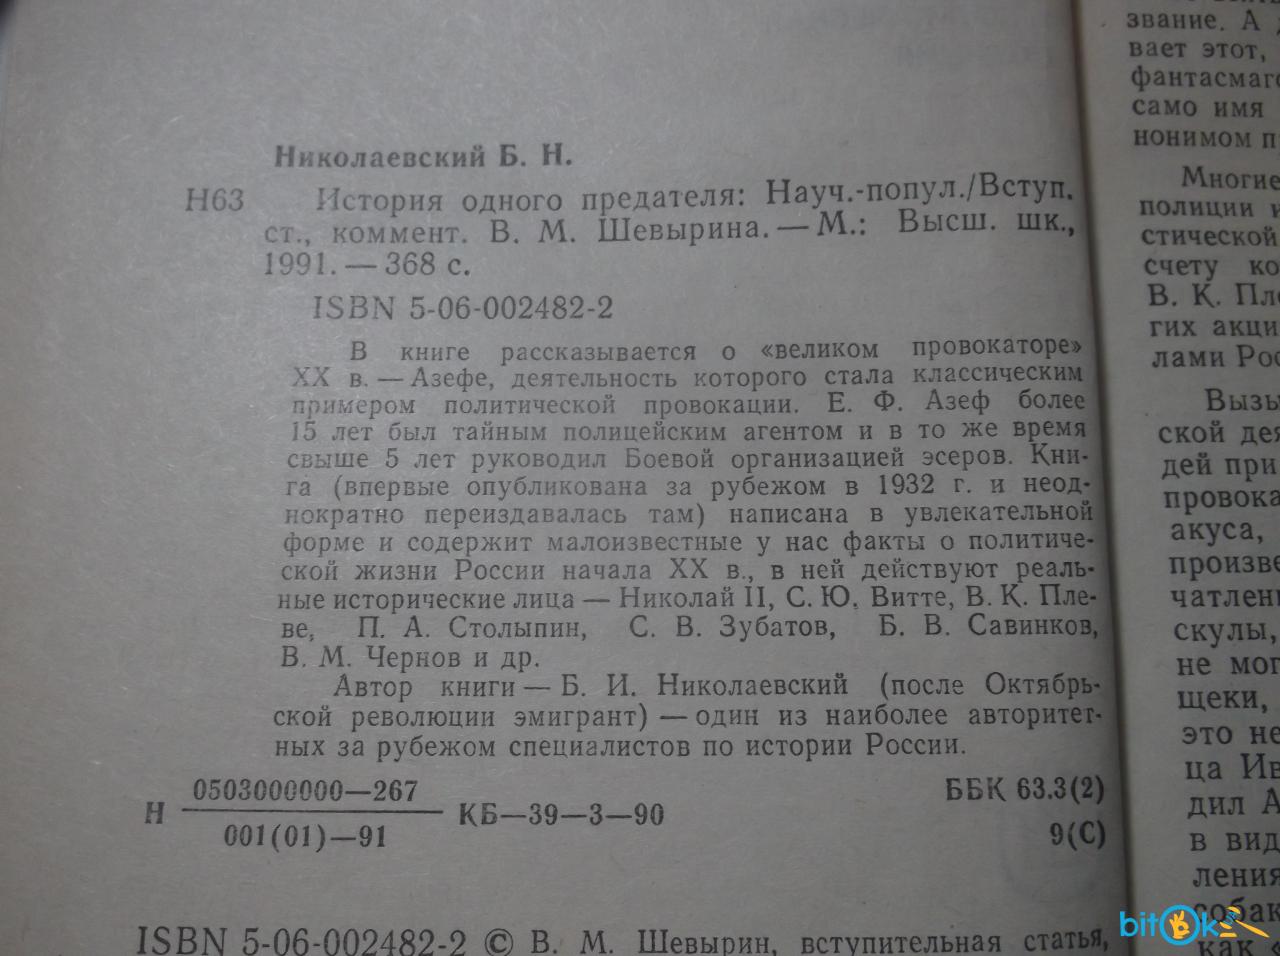 Николаевский Б. Н.
Н63 История одного предателя: Науч.-попул./Вступ.
ст., коммент. В. М. Шевырина. — М.: Высш. шк.,
1991. — 368 с.
ISBN 5-06-002482-2
В книге рассказывается о «великом провокаторе»
XX в. — Азефе, деятельность которого стала классическим
примером политической провокации. Е. Ф. Азеф более
15 лет был тайным полицейским агентом и в то же время
свыше 5 лет руководил Боевой организацией эсеров. Кни-
га (впервые опубликована за рубежом в 1932 г. и неод-
нократно переиздавалась там) написана в увлекательной
форме и содержит малоизвестные у нас факты о политиче-
ской жизни России начала XX в., в ней действуют реаль-
ные исторические лица — Николай II, С. Ю. Витте, В. К. Пле-
ве, П. А. Столыпин, С. В. Зубатов, Б. В. Савинков,
В. М. Чернов и др.
Автор книги — Б. И. Николаевский (после Октябрь-
ской революции эмигрант) — один из наиболее авторитет-
ных за рубежом специалистов по истории России.
Н 0503000000—267
001(01)—91 КБ—39—3—90
ББК 63.3(2)
9(С)
ISBN 5-06-002482-2 © В. М. Шевырин, вступительная статья,
звание. А
вает этот,
фантасмаго
само имя
нонимом п
Многие
полиции
стической
счету ко
В. К. Пле
гих акци
лами Рос
Вызы
ской дея
дей при
провока
акуса,
произве
чатлени
скулы,
не мог
щеки,
это не
ца Ив
дил А
в вид
ления
собак
как
bitok